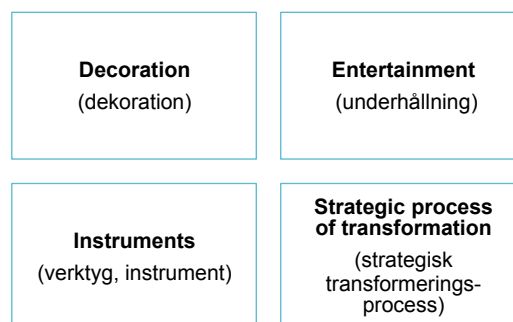 Decoration
(dekoration)
Entertainment
(underhållning)
Instruments
(verktyg, instrument)
Strategic process
of transformation
(strategisk
transformerings-
process)